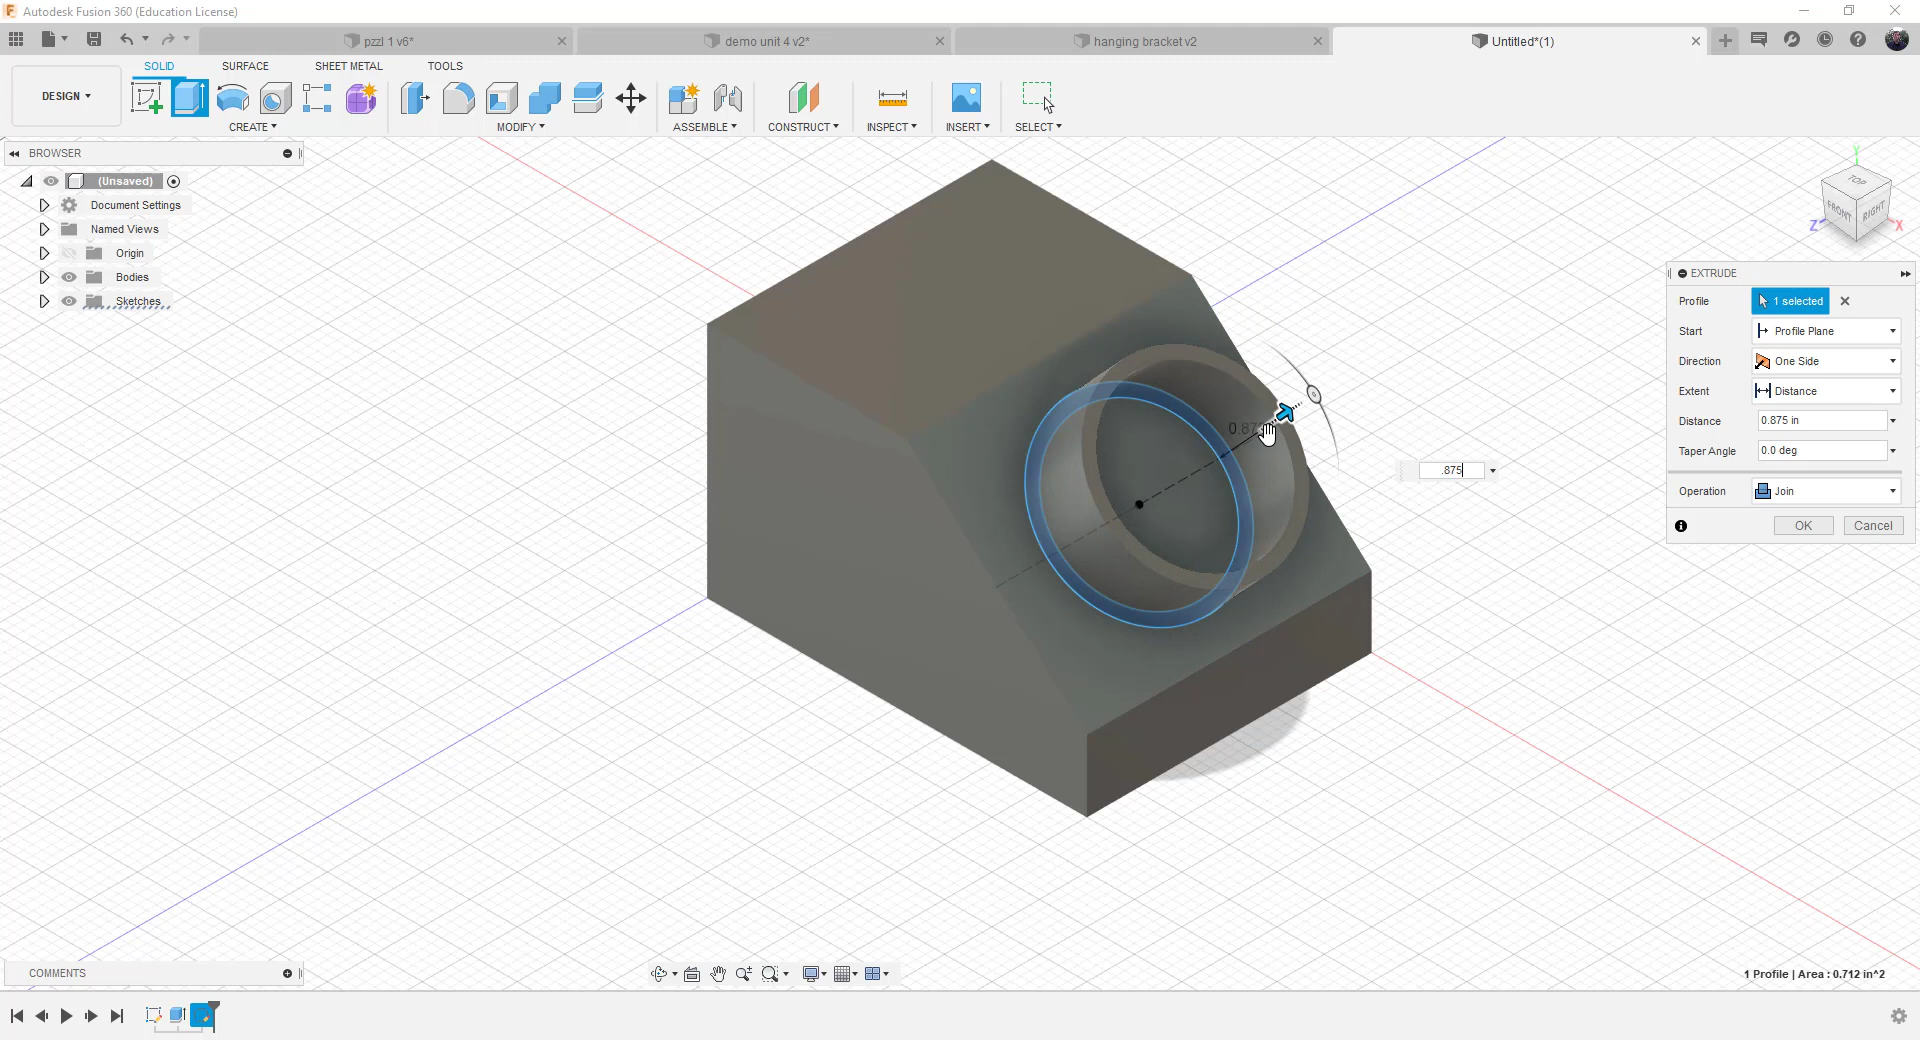 Autodesk Fusion 360 (Education License)
pzzl 1 v6*
demo unit 4 v2*
hanging bracket v2
Untitled*(1)
SOLID
SURFACE
SHEET METAL
TOOLS
DESIGN
CREATE
MODIFY
ASSEMBLE
CONSTRUCT
INSPECT
INSERT
SELECT
BROWSER
(Unsaved)
Document Settings
Named Views
Origin
Bodies
Sketches
Y
TOP
FRONT
RIGHT
Z
X
EXTRUDE
Profile
1 selected
Start
Profile Plane
Direction
One Side
Extent
Distance
Distance
0.875 in
Taper Angle
0.0 deg
Operation
Join
OK
Cancel
.875
COMMENTS
1 Profile | Area : 0.712 in^2